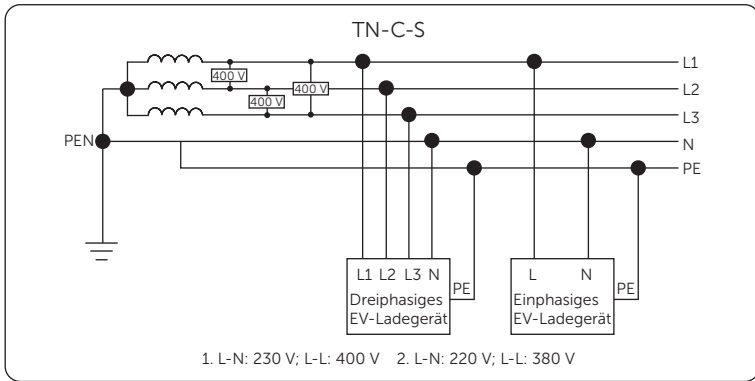 TN-C-S
L1
400 V
400 V
L2
400 V
L3
PEN
N
PE
L1 L2 L3 N
PE
Dreiphasiges
EV-Ladegerät
L N
PE
Einphasiges
EV-Ladegerät
1. L-N: 230 V; L-L: 400 V 2. L-N: 220 V; L-L: 380 V